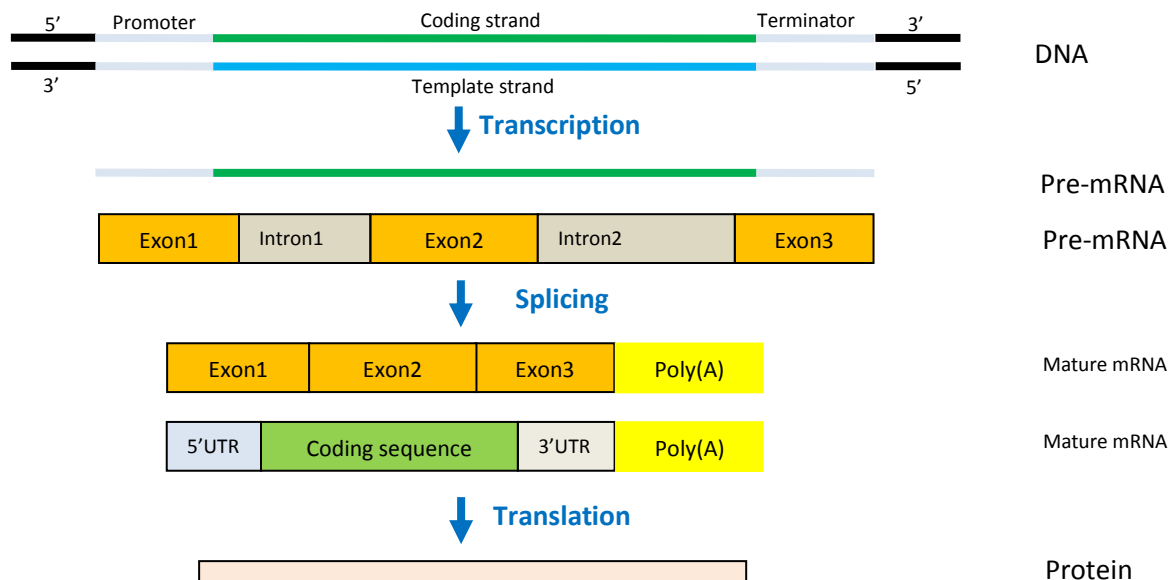 5’ Promoter Coding strand Terminator 3’
DNA
3’ Template strand 5’
Transcription
Pre-mRNA
Exon1 Intron1 Exon2 Intron2 Exon3 Pre-mRNA
Splicing
Exon1 Exon2 Exon3 Poly(A) Mature mRNA
5’UTR Coding sequence 3’UTR Poly(A) Mature mRNA
Translation
Protein